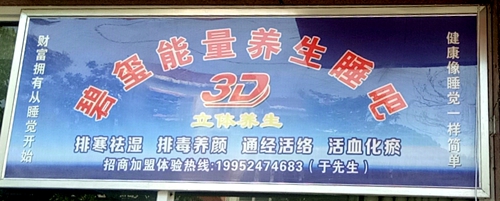 碧玺能量养生睡吧
3D
立体养生
财富拥有从睡觉开始
健康像睡觉一样简单
排寒祛湿 排毒养颜 通经活络 活血化瘀
招商加盟体验热线:19952474683(于先生)